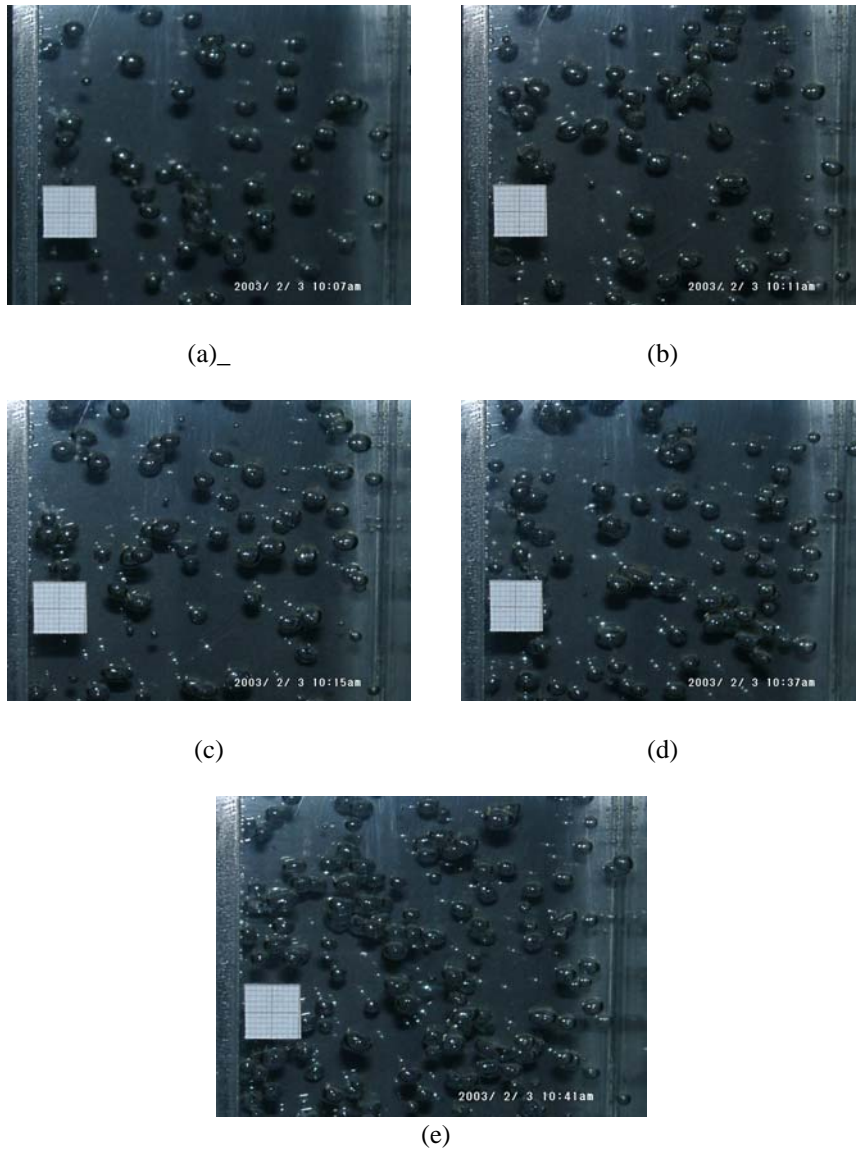 2003/ 2/ 3 10:07am
2003/ 2/ 3 10:11am
(a)_
(b)
2003/ 2/ 3 10:15am
2003/ 2/ 3 10:37am
(c)
(d)
2003/ 2/ 3 10:41am
(e)